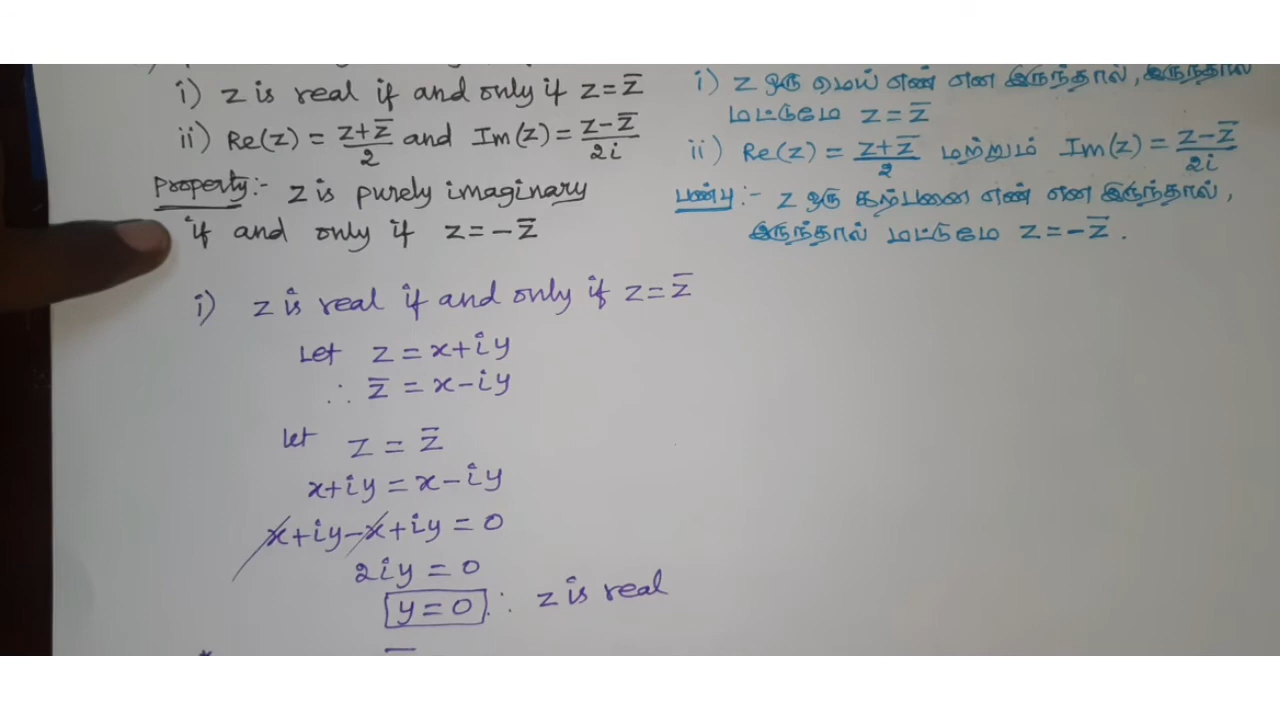 i) z is real if and only if z = z̅
ii) Re(z) = (z+z̅)/2 and Im(z) = (z−z̅)/2i
Property:- z is purely imaginary
if and only if z = −z̅
i) z ஒரு மெய் எண் என இருந்தால், இருந்தால்
மட்டுமே z = z̅
ii) Re(z) = (z+z̅)/2 மற்றும் Im(z) = (z−z̅)/2i
பண்பு:- z ஒரு கற்பனை எண் என இருந்தால்,
இருந்தால் மட்டுமே z = −z̅.
i) z is real if and only if z = z̅
Let z = x+iy
∴ z̅ = x−iy
let z = z̅
x+iy = x−iy
x+iy−x+iy = 0
2iy = 0
y = 0 ∴ z is real